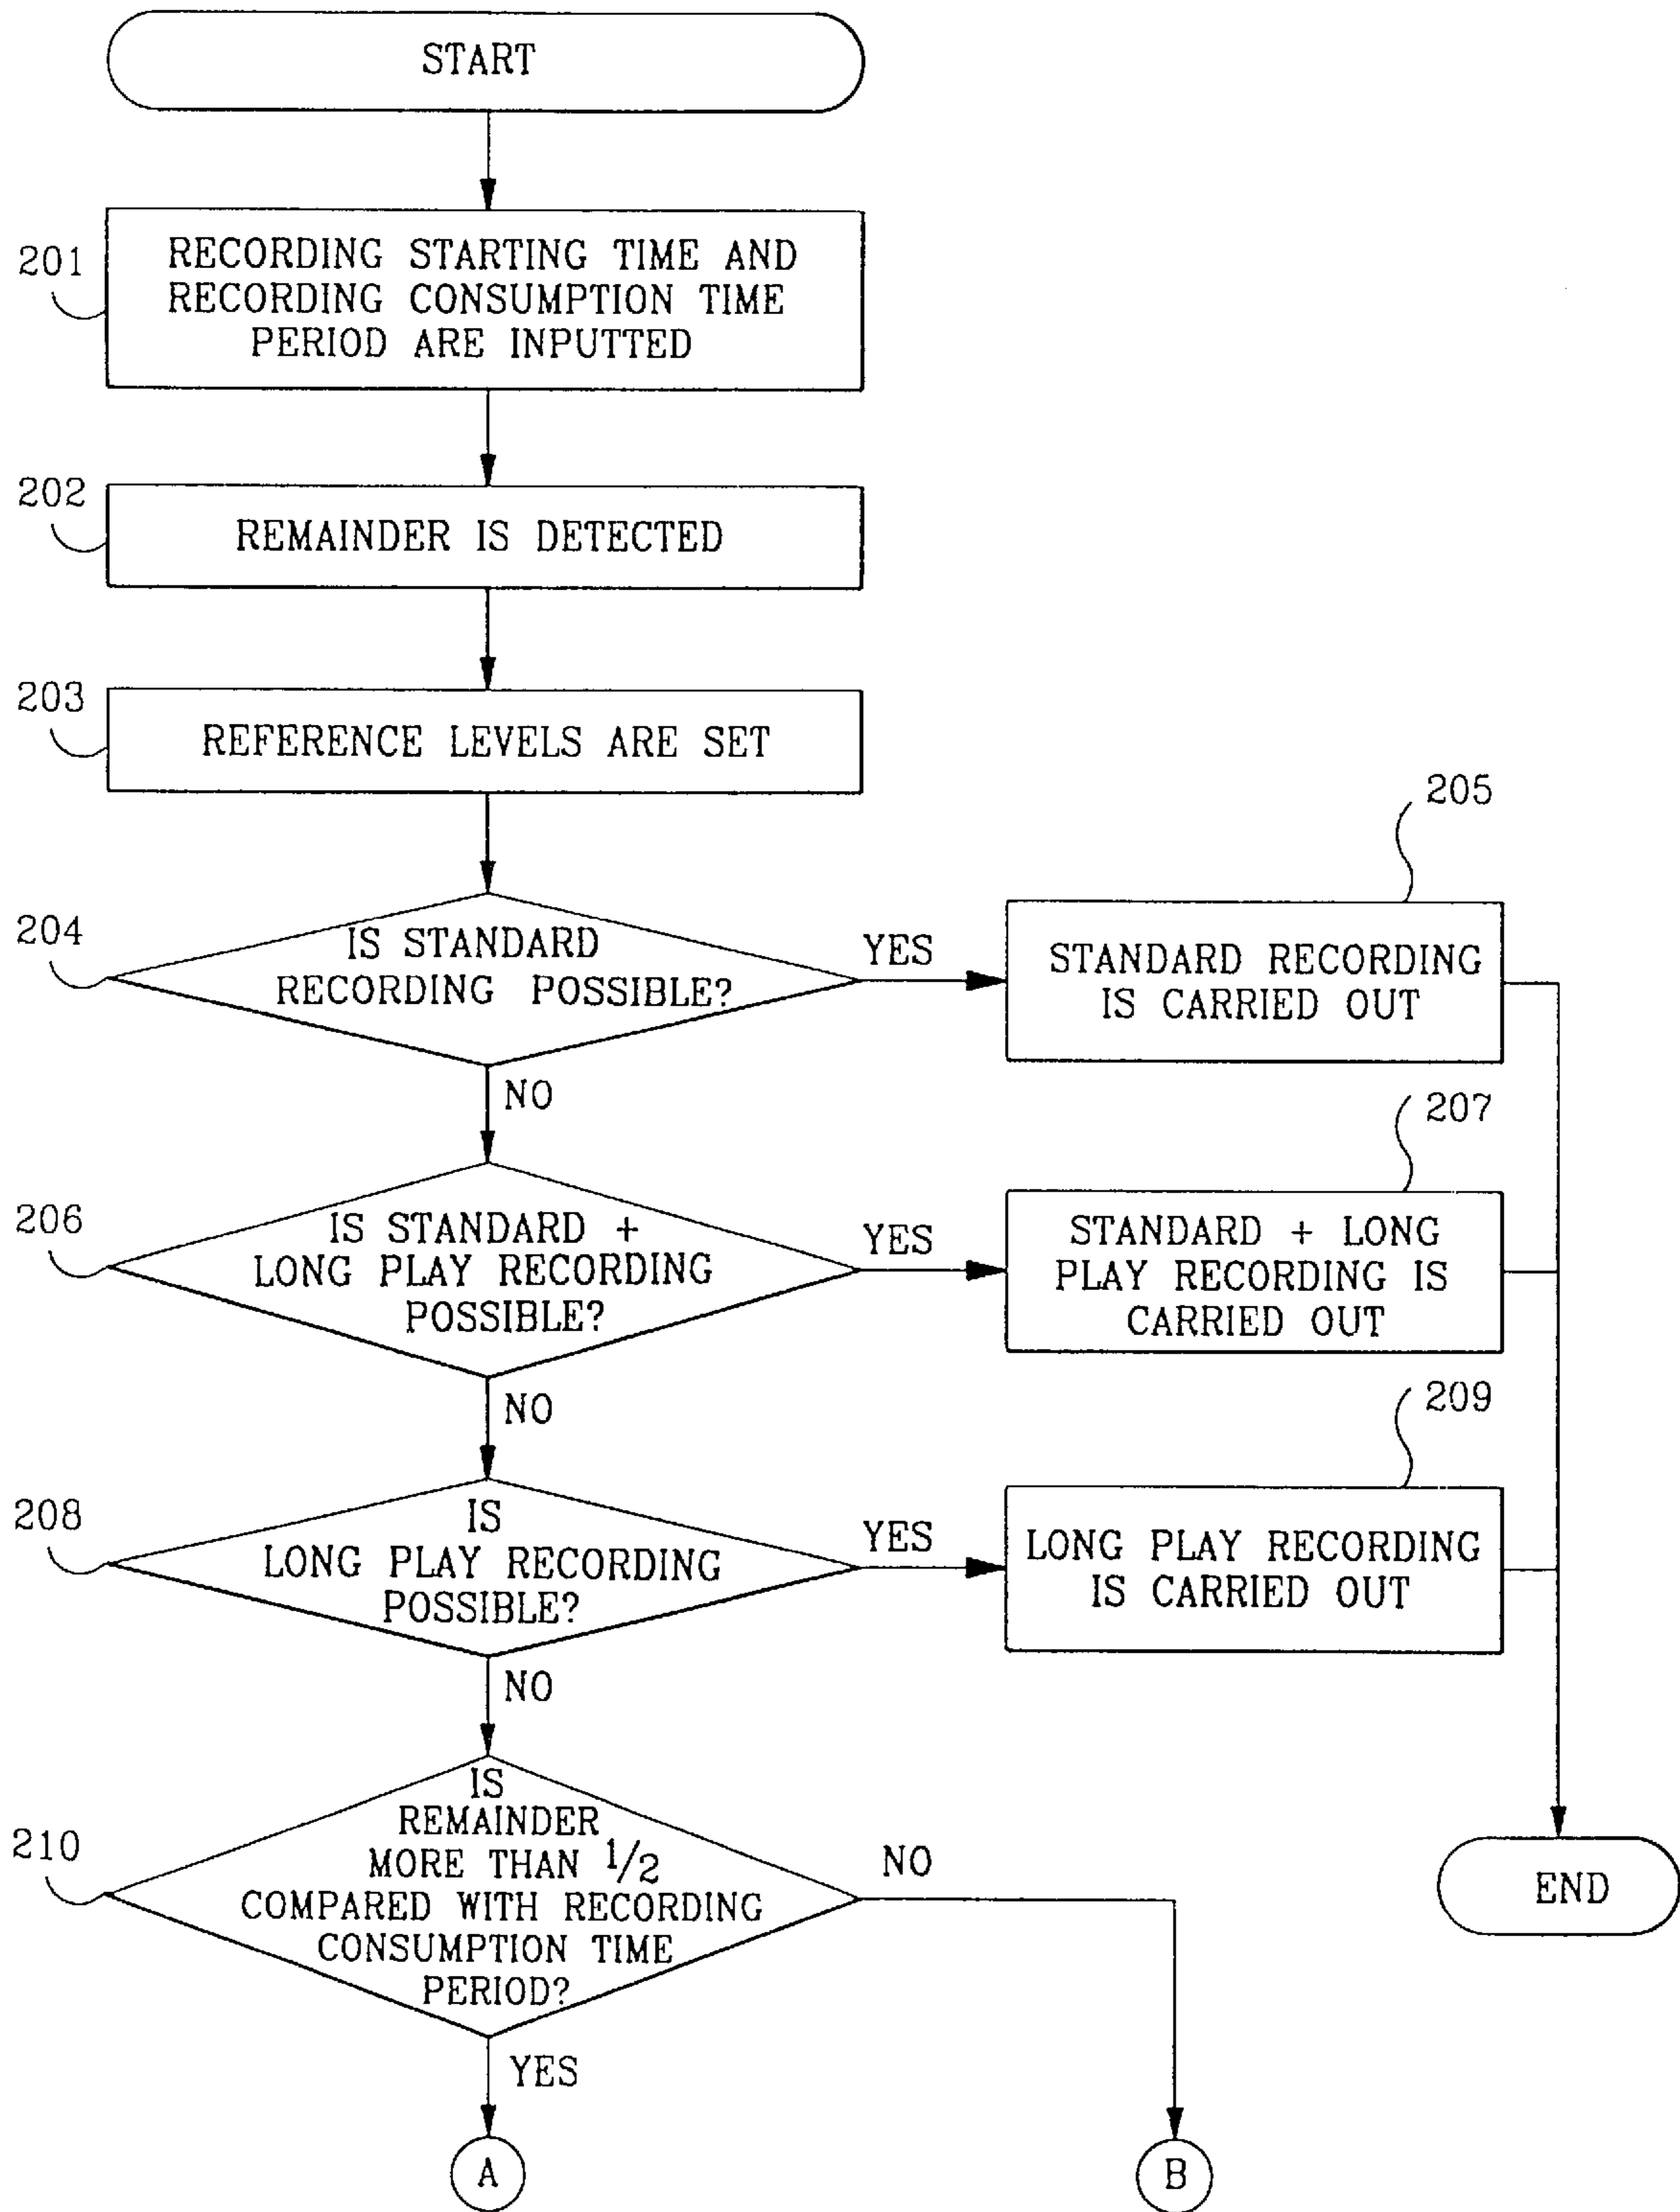 START
201
RECORDING STARTING TIME AND
RECORDING CONSUMPTION TIME
PERIOD ARE INPUTTED
202
REMAINDER IS DETECTED
203
REFERENCE LEVELS ARE SET
204
IS STANDARD
RECORDING POSSIBLE?
YES
205
STANDARD RECORDING
IS CARRIED OUT
NO
206
IS STANDARD +
LONG PLAY RECORDING
POSSIBLE?
YES
207
STANDARD + LONG
PLAY RECORDING IS
CARRIED OUT
NO
208
IS
LONG PLAY RECORDING
POSSIBLE?
YES
209
LONG PLAY RECORDING
IS CARRIED OUT
NO
210
IS
REMAINDER
MORE THAN 1/2
COMPARED WITH RECORDING
CONSUMPTION TIME
PERIOD?
NO
END
YES
A
B